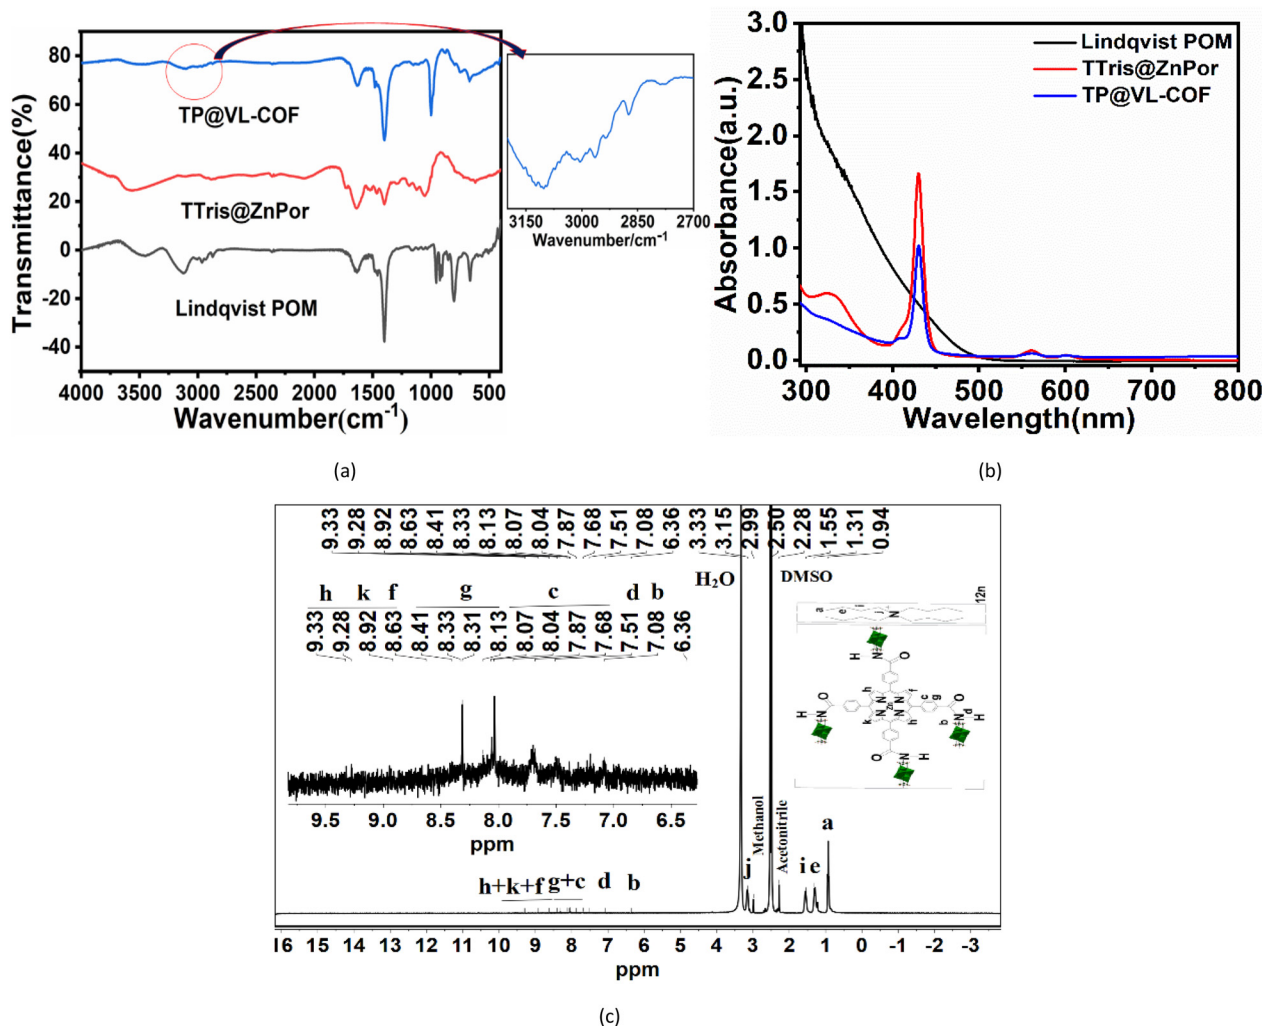 80
60
40
20
0
-20
-40
Transmittance(%)
TP@VL-COF
TTris@ZnPor
Lindqvist POM
4000 3500 3000 2500 2000 1500 1000 500
Wavenumber(cm-1)
3150 3000 2850 2700
Wavenumber/cm-1
(a)
3.0
2.5
2.0
1.5
1.0
0.5
0.0
Absorbance(a.u.)
Lindqvist POM
TTris@ZnPor
TP@VL-COF
300 400 500 600 700 800
Wavelength(nm)
(b)
9.33 9.28 8.92 8.63 8.41 8.33 8.13 8.07 8.04 7.87 7.68 7.51 7.08 6.36 3.33 3.15 2.99 2.50 2.28 1.55 1.31 0.94
H2O DMSO
h k f g c d b
9.33 9.28 8.92 8.63 8.41 8.33 8.31 8.13 8.07 8.04 7.87 7.68 7.51 7.08 6.36
9.5 9.0 8.5 8.0 7.5 7.0 6.5
ppm
12n
a e i j N
H N O
h f
O N H
N N Zn N N
c g
O
N d
H
k h b
O N H
Methanol
Acetonitrile
h+k+f g+c d b
j i e a
16 15 14 13 12 11 10 9 8 7 6 5 4 3 2 1 0 -1 -2 -3
ppm
(c)